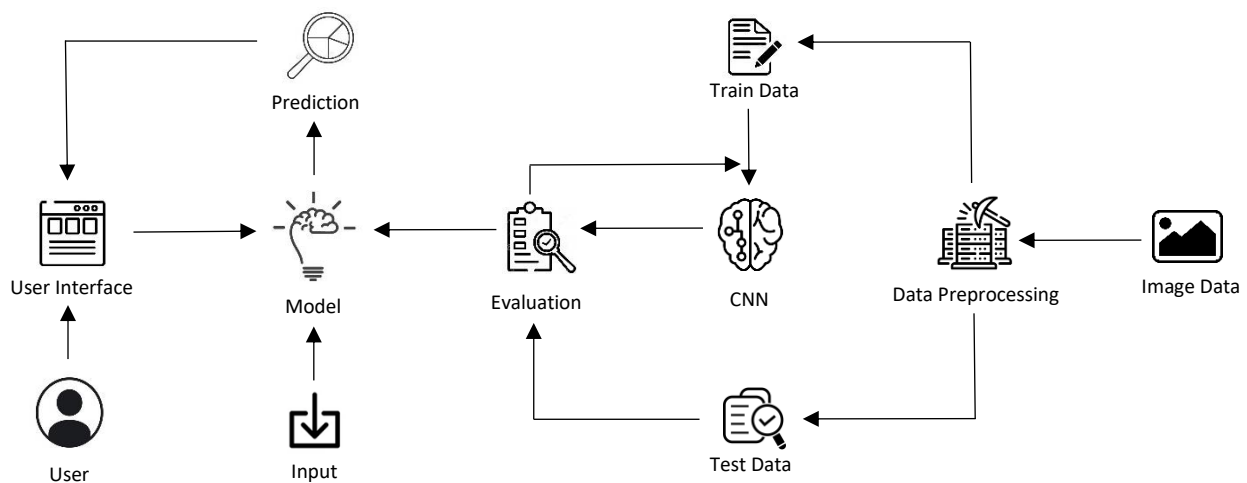 Prediction
Train Data
User Interface
Model
Evaluation
CNN
Data Preprocessing
Image Data
User
Input
Test Data